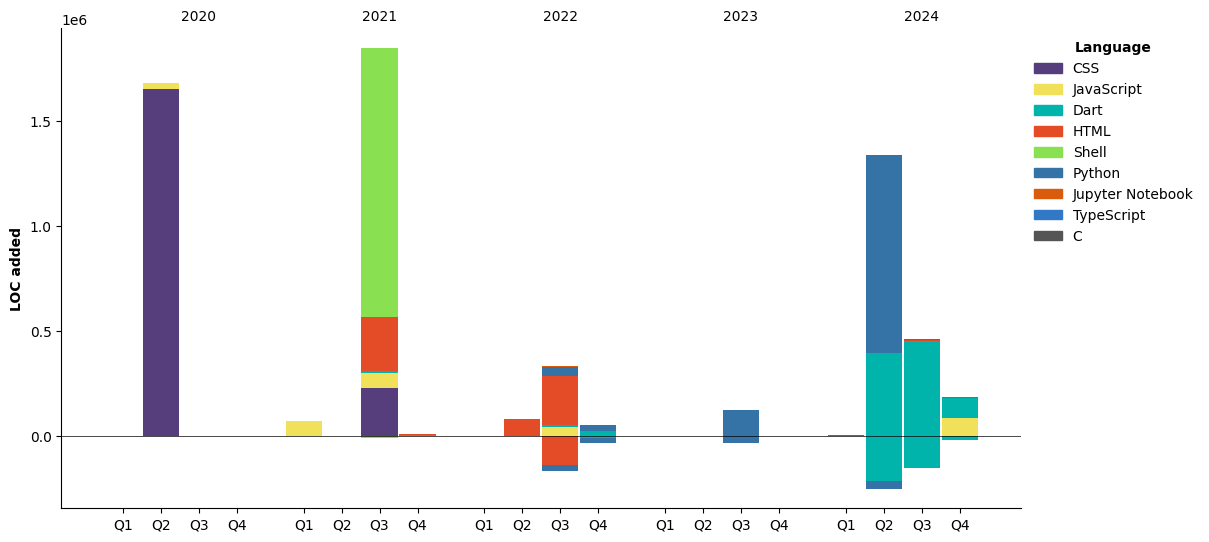 1e6
2020 2021 2022 2023 2024
Language
CSS
JavaScript
Dart
HTML
Shell
Python
Jupyter Notebook
TypeScript
C
LOC added
1.5
1.0
0.5
0.0
Q1 Q2 Q3 Q4 Q1 Q2 Q3 Q4 Q1 Q2 Q3 Q4 Q1 Q2 Q3 Q4 Q1 Q2 Q3 Q4